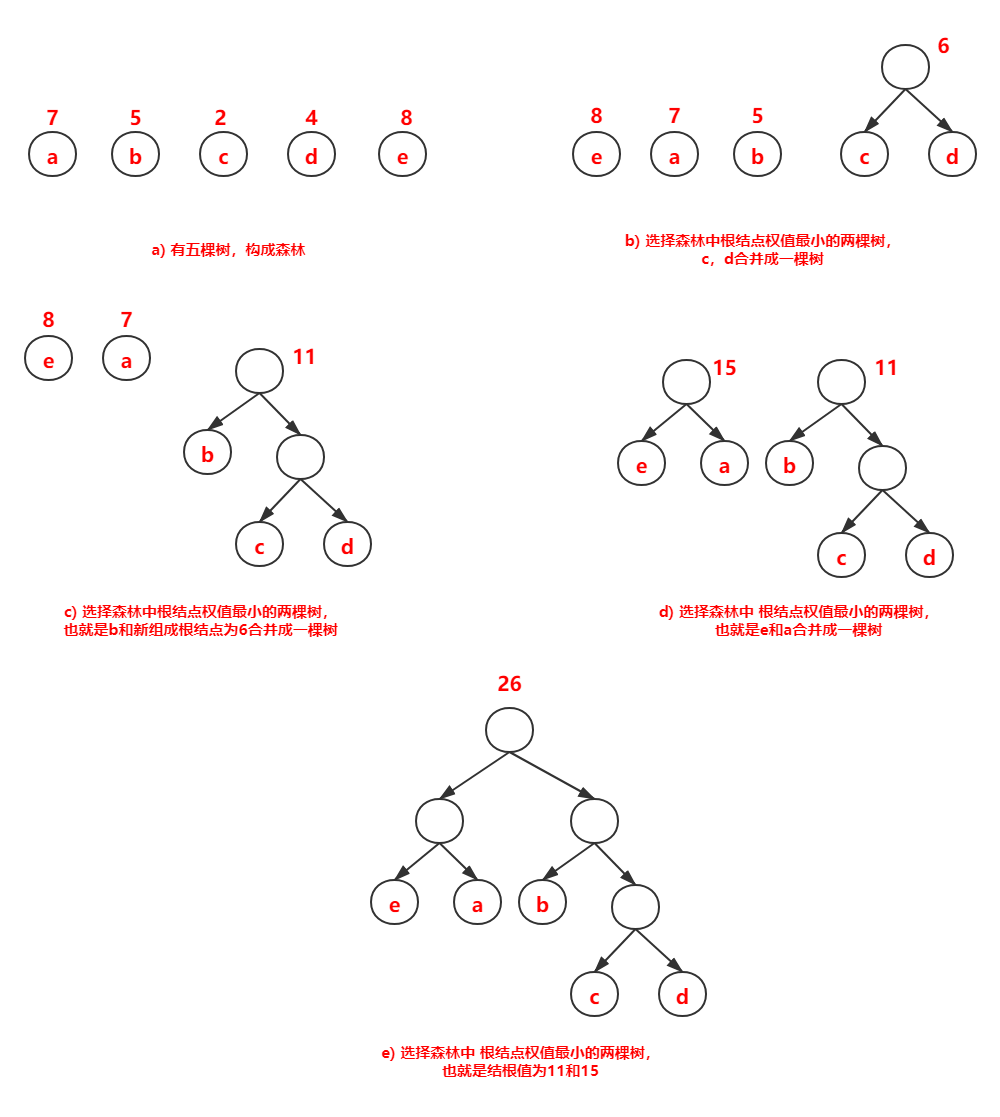 7 5 2 4 8
a b c d e
a) 有五棵树，构成森林
6
8 7 5
e a b c d
b) 选择森林中根结点权值最小的两棵树，
c，d合并成一棵树
8 7
e a
11
b
c d
c) 选择森林中根结点权值最小的两棵树，
也就是b和新组成根结点为6合并成一棵树
15 11
e a b
c d
d) 选择森林中 根结点权值最小的两棵树，
也就是e和a合并成一棵树
26
e a b
c d
e) 选择森林中 根结点权值最小的两棵树，
也就是结根值为11和15